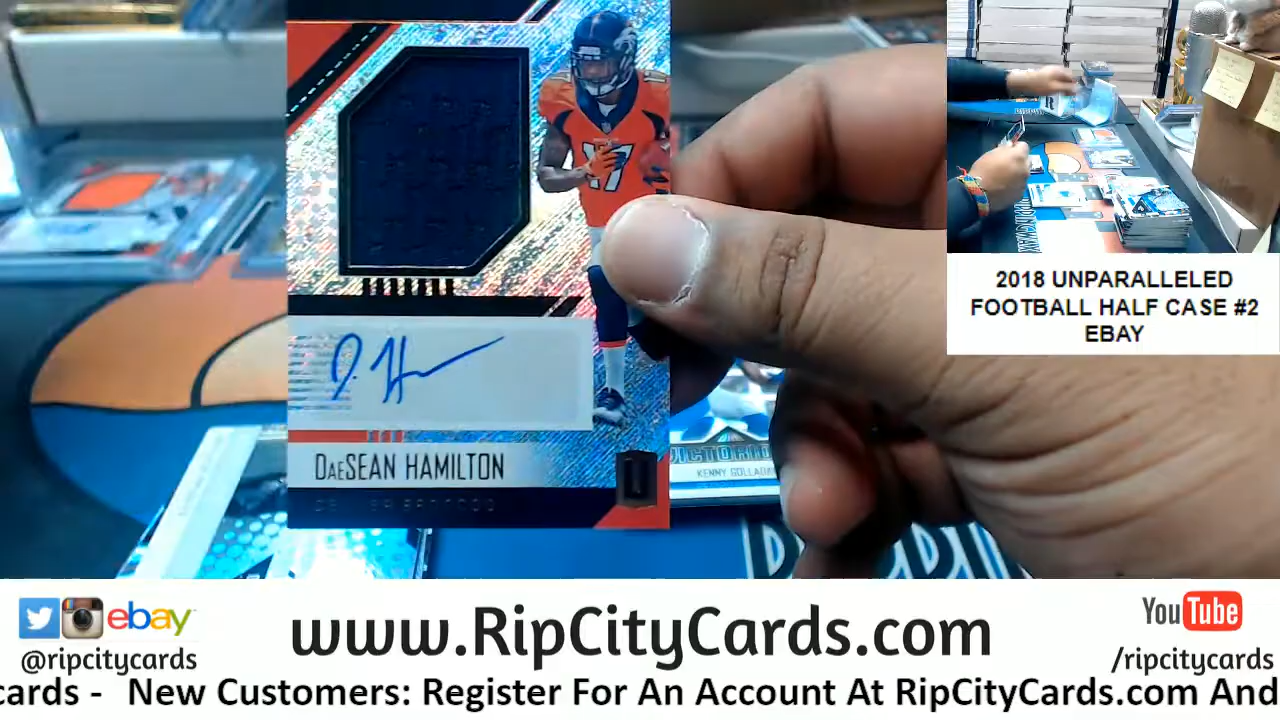 17
DaeSEAN HAMILTON
KENNY GOLLADAY
2018 UNPARALLELED
FOOTBALL HALF CASE #2
EBAY
ebay
@ripcitycards
www.RipCityCards.com
YouTube
/ripcitycards
cards - New Customers: Register For An Account At RipCityCards.com And